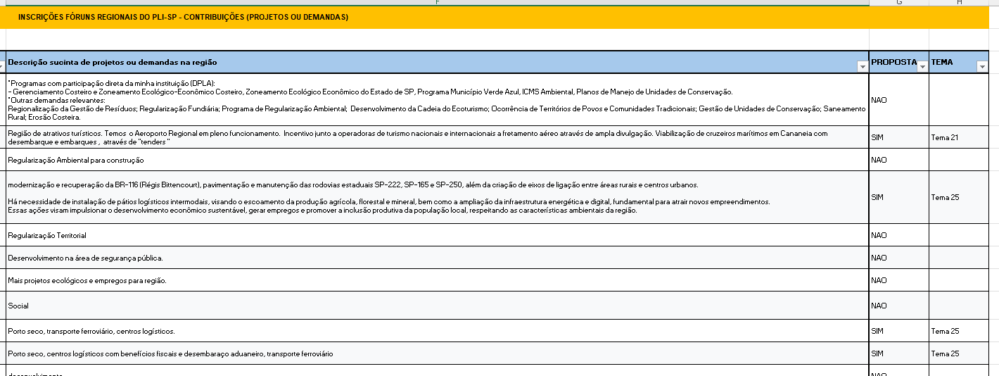 F G H
INSCRIÇÕES FÓRUNS REGIONAIS DO PLI-SP - CONTRIBUIÇÕES (PROJETOS OU DEMANDAS)
Descrição sucinta de projetos ou demandas na região PROPOSTA TEMA
"Programas com participação direta da minha instituição (DPLA):
- Gerenciamento Costeiro e Zoneamento Ecológico-Econômico Costeiro, Zoneamento Ecológico Econômico do Estado de SP, Programa Município Verde Azul, ICMS Ambiental, Planos de Manejo de Unidades de Conservação.
"Outras demandas relevantes:
Regionalização da Gestão de Resíduos; Regularização Fundiária; Programa de Regularização Ambiental; Desenvolvimento da Cadeia do Ecoturismo; Ocorrência de Territórios de Povos e Comunidades Tradicionais; Gestão de Unidades de Conservação; Saneamento
Rural; Erosão Costeira.
NAO
Região de atrativos turísticos. Temos o Aeroporto Regional em pleno funcionamento. Incentivo junto a operadoras de turismo nacionais e internacionais a fretamento aéreo através de ampla divulgação. Viabilização de cruzeiros marítimos em Cananeia com
desembarque e embarques , através de "tenders "
SIM Tema 21
Regularização Ambiental para construção NAO
modernização e recuperação da BR-116 (Régis Bittencourt), pavimentação e manutenção das rodovias estaduais SP-222, SP-165 e SP-250, além da criação de eixos de ligação entre áreas rurais e centros urbanos.
Há necessidade de instalação de pátios logísticos intermodais, visando o escoamento da produção agrícola, florestal e mineral, bem como a ampliação da infraestrutura energética e digital, fundamental para atrair novos empreendimentos.
Essas ações visam impulsionar o desenvolvimento econômico sustentável, gerar empregos e promover a inclusão produtiva da população local, respeitando as características ambientais da região.
SIM Tema 25
Regularização Territorial NAO
Desenvolvimento na área de segurança pública. NAO
Mais projetos ecológicos e empregos para região. NAO
Social NAO
Porto seco, transporte ferroviário, centros logísticos. SIM Tema 25
Porto seco, centros logísticos com benefícios fiscais e desembaraço aduaneiro, transporte ferroviário SIM Tema 25
desenvolvimento NAO